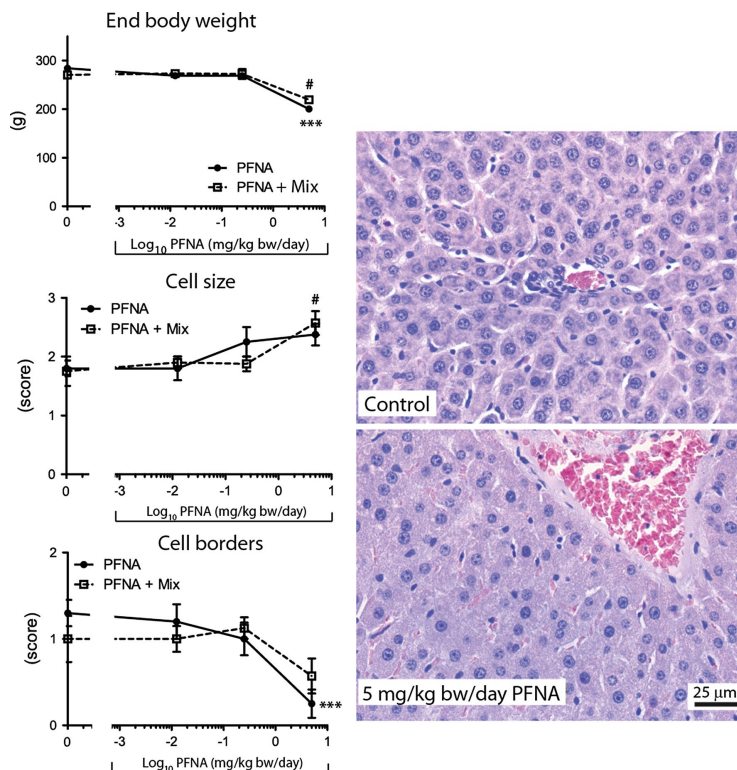 End body weight
300
200
100
0
(g)
#
***
PFNA
PFNA + Mix
0
-3
-2
-1
0
1
Log10 PFNA (mg/kg bw/day)
Cell size
3
2
1
0
(score)
#
PFNA
PFNA + Mix
0
-3
-2
-1
0
1
Log10 PFNA (mg/kg bw/day)
Cell borders
2
1
0
(score)
PFNA
PFNA + Mix
***
0
-3
-2
-1
0
1
Log10 PFNA (mg/kg bw/day)
Control
5 mg/kg bw/day PFNA
25 μm